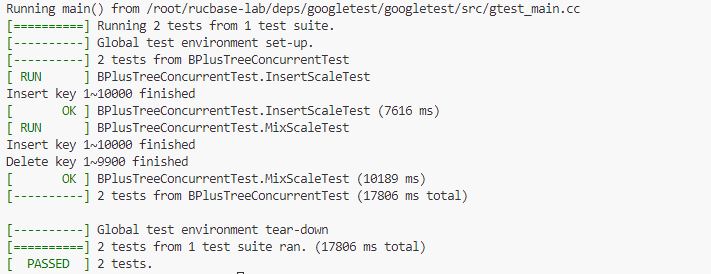 Running main() from /root/rucbase-lab/deps/googletest/googletest/src/gtest_main.cc
[==========] Running 2 tests from 1 test suite.
[----------] Global test environment set-up.
[----------] 2 tests from BPlusTreeConcurrentTest
[ RUN      ] BPlusTreeConcurrentTest.InsertScaleTest
Insert key 1~10000 finished
[       OK ] BPlusTreeConcurrentTest.InsertScaleTest (7616 ms)
[ RUN      ] BPlusTreeConcurrentTest.MixScaleTest
Insert key 1~10000 finished
Delete key 1~9900 finished
[       OK ] BPlusTreeConcurrentTest.MixScaleTest (10189 ms)
[----------] 2 tests from BPlusTreeConcurrentTest (17806 ms total)

[----------] Global test environment tear-down
[==========] 2 tests from 1 test suite ran. (17806 ms total)
[  PASSED  ] 2 tests.